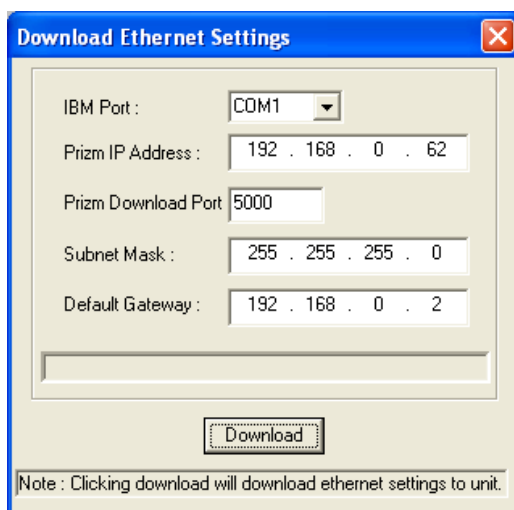 Download Ethernet Settings
IBM Port : COM1
Prizm IP Address : 192 . 168 . 0 . 62
Prizm Download Port 5000
Subnet Mask : 255 . 255 . 255 . 0
Default Gateway : 192 . 168 . 0 . 2
Download
Note : Clicking download will download ethernet settings to unit.